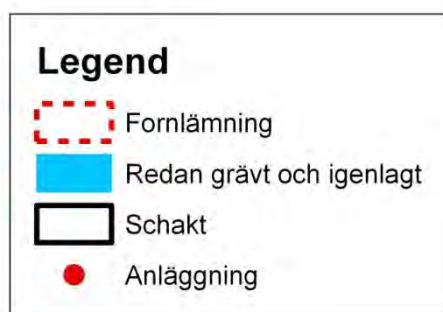 Legend
Fornlämning
Redan grävt och igenlagt
Schakt
Anläggning